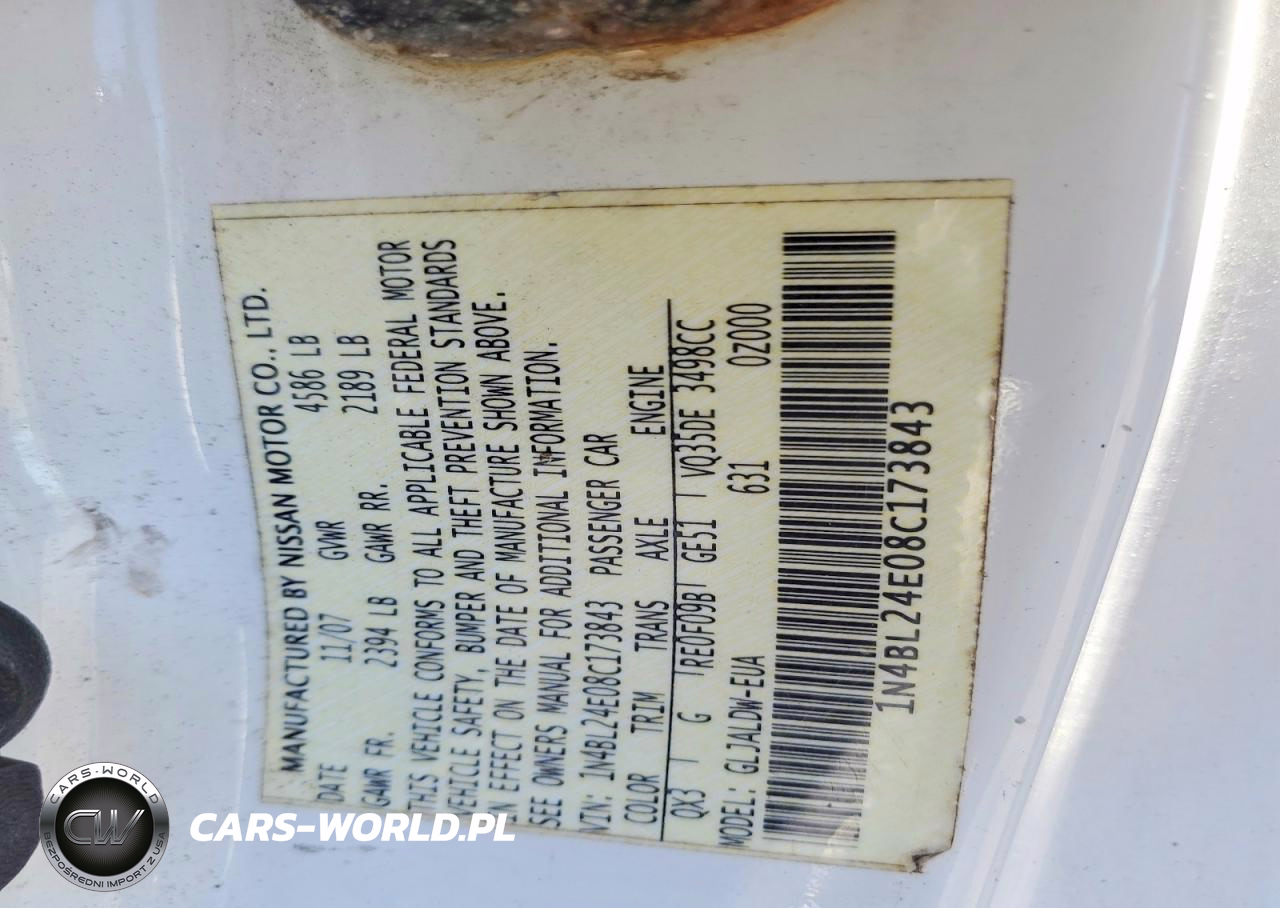 MANUFACTURED BY NISSAN MOTOR CO., LTD.
DATE 11/07 GVWR 4586 LB
GAWR FR. 2394 LB GAWR RR. 2189 LB
THIS VEHICLE CONFORMS TO ALL APPLICABLE FEDERAL MOTOR
VEHICLE SAFETY, BUMPER AND THEFT PREVENTION STANDARDS
IN EFFECT ON THE DATE OF MANUFACTURE SHOWN ABOVE.
SEE OWNERS MANUAL FOR ADDITIONAL INFORMATION.
VIN: 1N4BL24E08C173843 PASSENGER CAR
COLOR TRIM TRANS AXLE ENGINE
QX3 G RE0F09B GE51 VQ35DE 3498CC
MODEL: GLJALDW-EUA 631 0Z000
1N4BL24E08C173843
CARS-WORLD
CW
BEZPOŚREDNI IMPORT Z USA
CARS-WORLD.PL